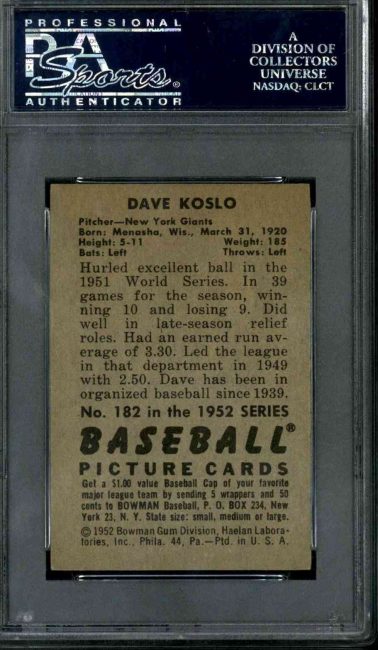 PROFESSIONAL
PSA
Sports®
AUTHENTICATOR
A
DIVISION OF
COLLECTORS
UNIVERSE
NASDAQ: CLCT
DAVE KOSLO
Pitcher—New York Giants
Born: Menasha, Wis., March 31, 1920
Height: 5-11 Weight: 185
Bats: Left Throws: Left
Hurled excellent ball in the
1951 World Series. In 39
games for the season, win-
ning 10 and losing 9. Did
well in late-season relief
roles. Had an earned run av-
erage of 3.30. Led the league
in that department in 1949
with 2.50. Dave has been in
organized baseball since 1939.
No. 182 in the 1952 SERIES
BASEBALL®
PICTURE CARDS
Get a $1.00 value Baseball Cap of your favorite
major league team by sending 5 wrappers and 50
cents to BOWMAN Baseball, P. O. BOX 234, New
York 23, N. Y. State size: small, medium or large.
©1952 Bowman Gum Division, Haelan Labora-
tories, Inc., Phila. 44, Pa.—Ptd. in U. S. A.